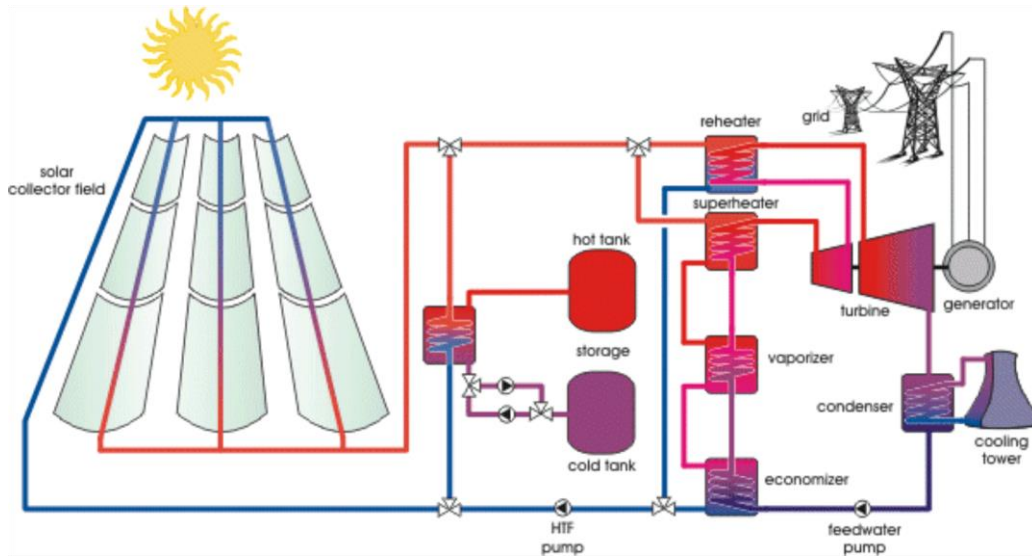 grid
reheater
solar
collector field
superheater
hot tank
turbine
generator
storage
vaporizer
condenser
cooling
tower
cold tank
economizer
HTF
pump
feedwater
pump